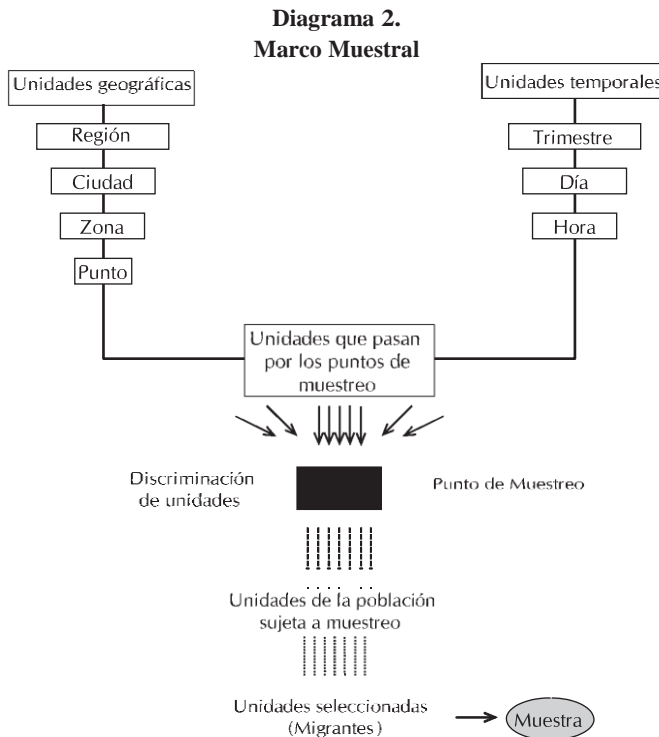 Diagrama 2.
Marco Muestral
Unidades geográficas
Región
Ciudad
Zona
Punto
Unidades temporales
Trimestre
Día
Hora
Unidades que pasan
por los puntos de
muestreo
Discriminación
de unidades
Punto de Muestreo
Unidades de la población
sujeta a muestreo
Unidades seleccionadas
(Migrantes)
Muestra